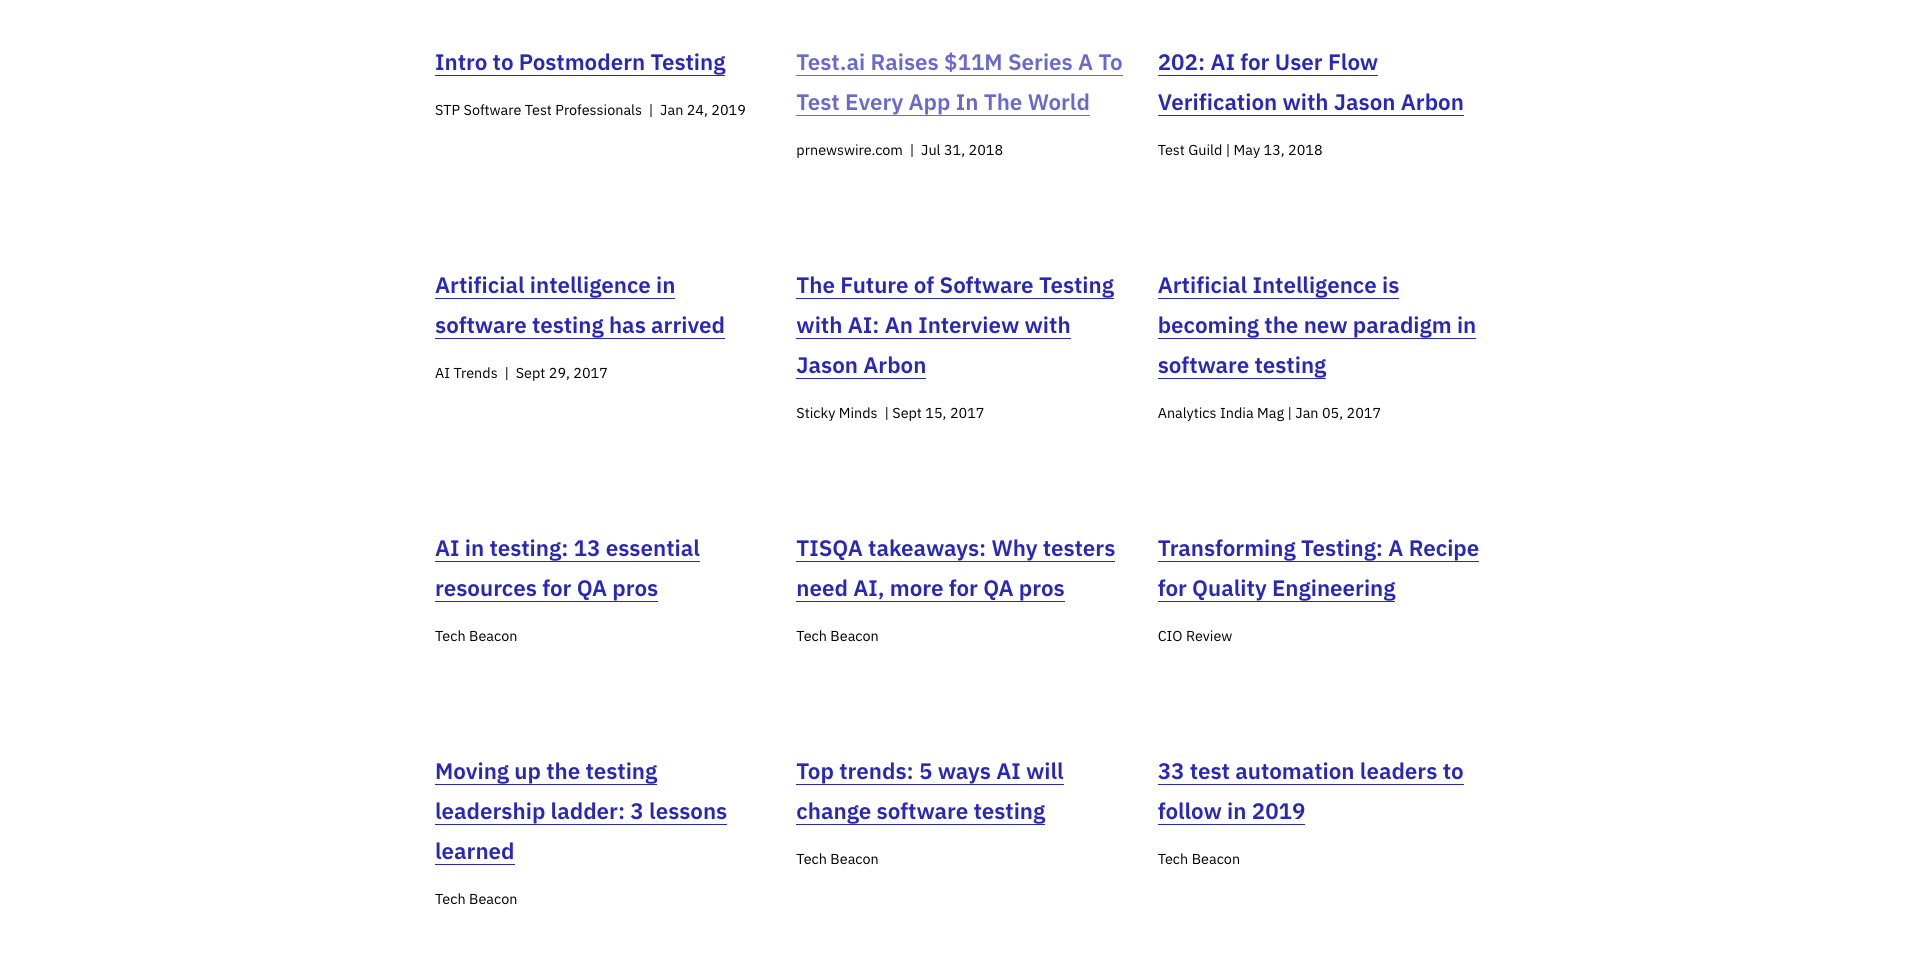 Intro to Postmodern Testing
STP Software Test Professionals | Jan 24, 2019
Test.ai Raises $11M Series A To
Test Every App In The World
prnewswire.com | Jul 31, 2018
202: AI for User Flow
Verification with Jason Arbon
Test Guild | May 13, 2018
Artificial intelligence in
software testing has arrived
AI Trends | Sept 29, 2017
The Future of Software Testing
with AI: An Interview with
Jason Arbon
Sticky Minds | Sept 15, 2017
Artificial Intelligence is
becoming the new paradigm in
software testing
Analytics India Mag | Jan 05, 2017
AI in testing: 13 essential
resources for QA pros
Tech Beacon
TISQA takeaways: Why testers
need AI, more for QA pros
Tech Beacon
Transforming Testing: A Recipe
for Quality Engineering
CIO Review
Moving up the testing
leadership ladder: 3 lessons
learned
Tech Beacon
Top trends: 5 ways AI will
change software testing
Tech Beacon
33 test automation leaders to
follow in 2019
Tech Beacon